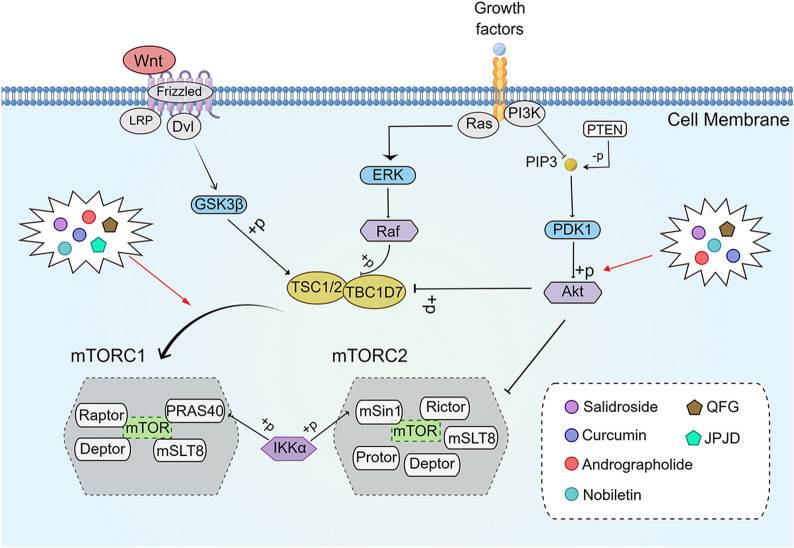 Growth
factors
Wnt
Frizzled
LRP
Dvl
Ras
PI3K
Cell Membrane
PTEN
-p
PIP3
ERK
GSK3β
+p
Raf
PDK1
+p
+p
Akt
TSC1/2
TBC1D7
+p
mTORC1
mTORC2
Raptor
PRAS40
mTOR
Deptor
mSLT8
+p
+p
IKKα
mSin1
Rictor
mTOR
mSLT8
Protor
Deptor
Salidroside
QFG
Curcumin
JPJD
Andrographolide
Nobiletin